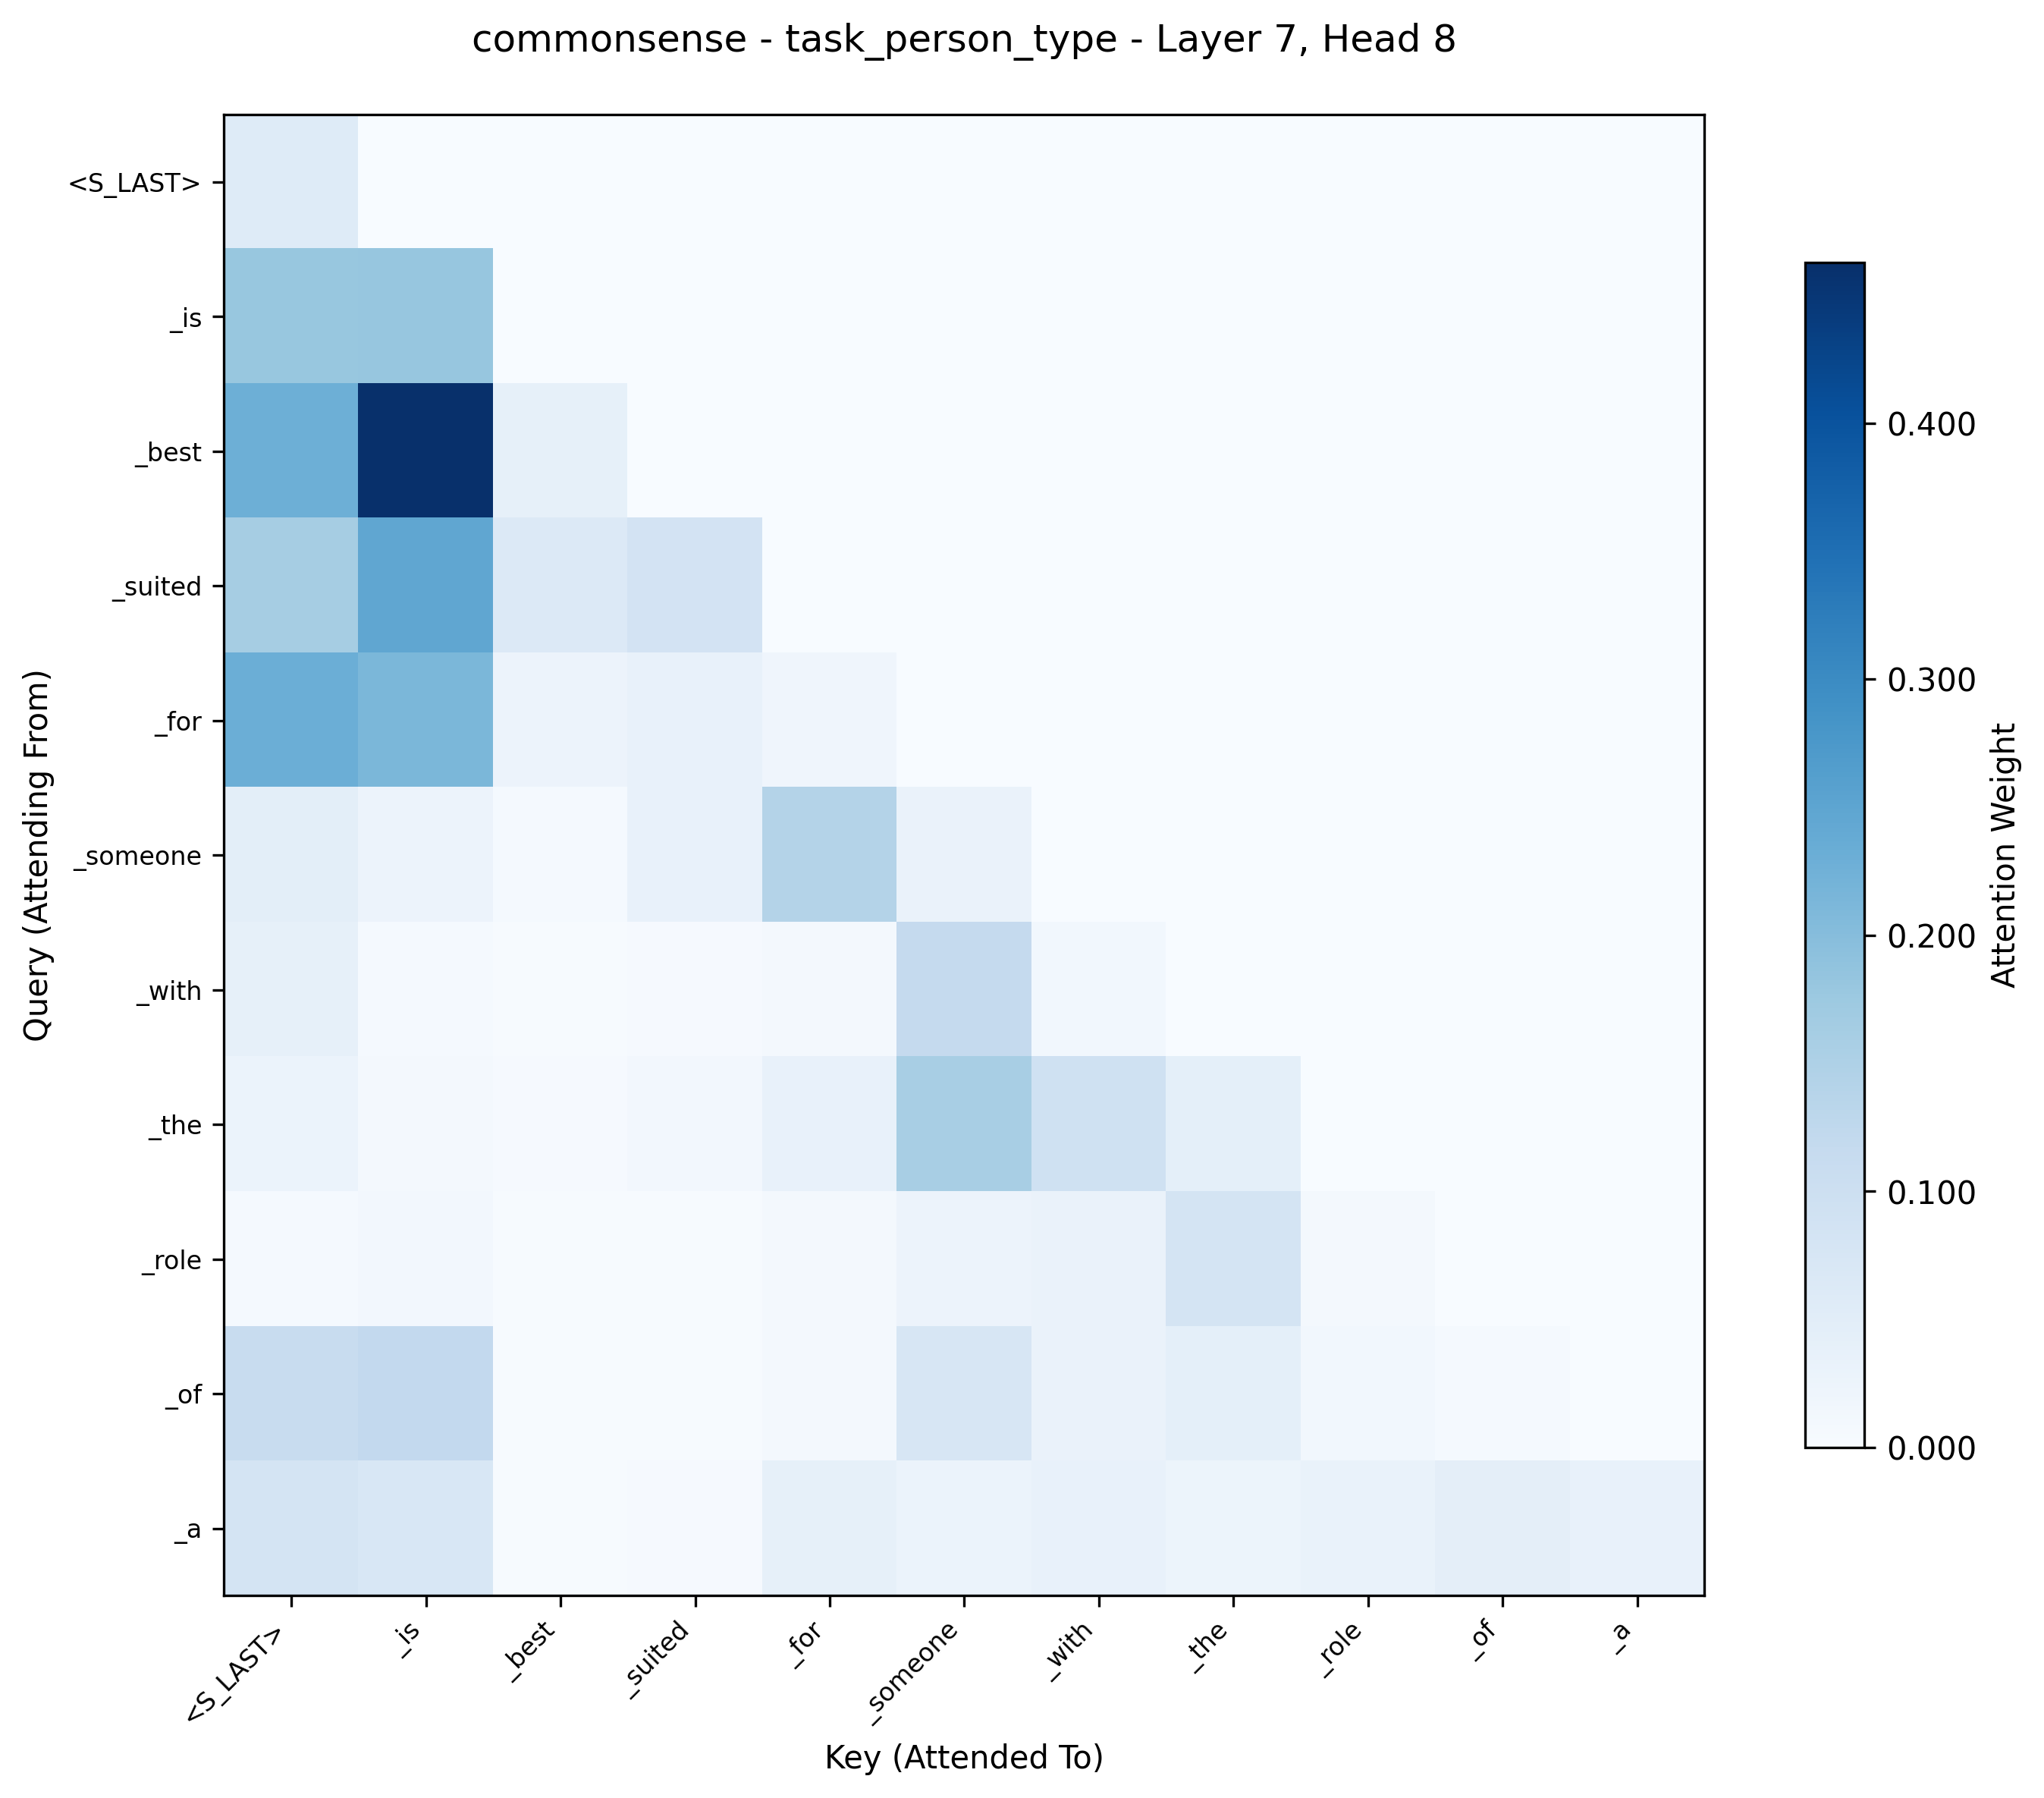 commonsense - task_person_type - Layer 7, Head 8
Query (Attending From)
<S_LAST>
_is
_best
_suited
_for
_someone
_with
_the
_role
_of
_a
<S_LAST>
_is
_best
_suited
_for
_someone
_with
_the
_role
_of
_a
Key (Attended To)
0.400
0.300
0.200
0.100
0.000
Attention Weight